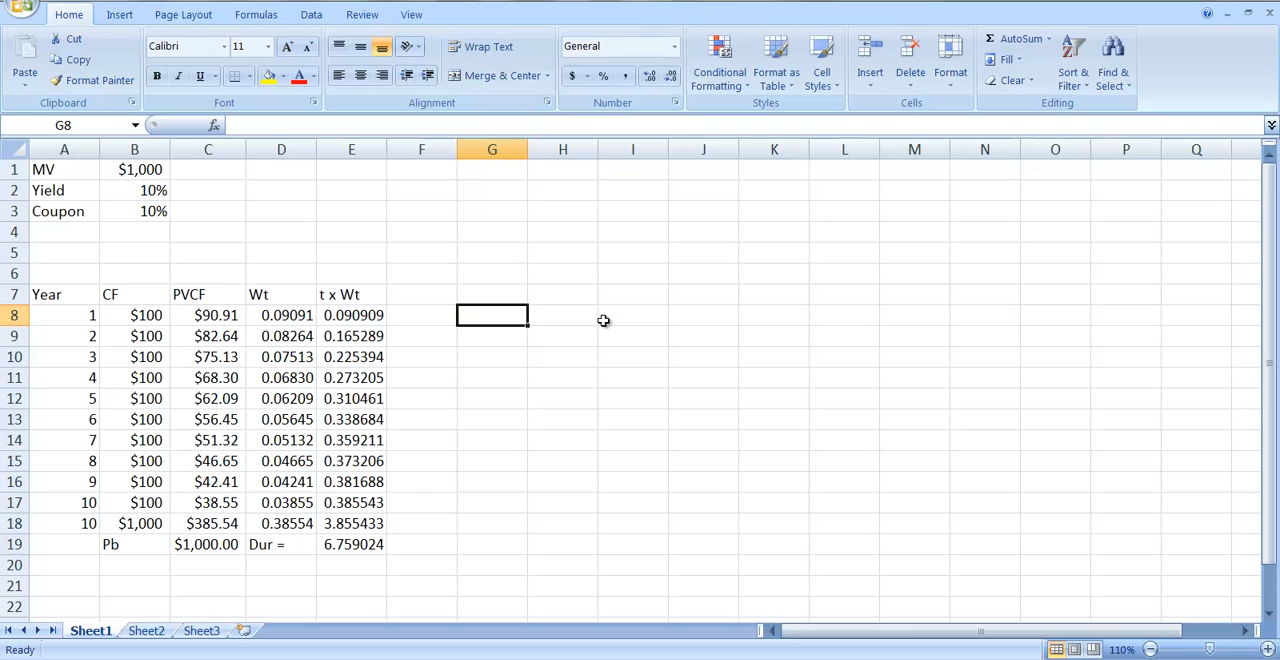 Home Insert Page Layout Formulas Data Review View
Cut
Copy
Format Painter
Paste
Clipboard
Calibri 11 A A
B I U A
Font
Wrap Text
Merge & Center
Alignment
General
$ % ,
Number
Conditional Formatting
Format as Table
Cell Styles
Styles
Insert
Delete
Format
Cells
Σ AutoSum
Fill
Clear
Sort & Filter
Find & Select
Editing
G8 fx
A B C D E F G H I J K L M N O P Q
1 MV $1,000
2 Yield 10%
3 Coupon 10%
4
5
6
7 Year CF PVCF Wt t x Wt
8 1 $100 $90.91 0.09091 0.090909
9 2 $100 $82.64 0.08264 0.165289
10 3 $100 $75.13 0.07513 0.225394
11 4 $100 $68.30 0.06830 0.273205
12 5 $100 $62.09 0.06209 0.310461
13 6 $100 $56.45 0.05645 0.338684
14 7 $100 $51.32 0.05132 0.359211
15 8 $100 $46.65 0.04665 0.373206
16 9 $100 $42.41 0.04241 0.381688
17 10 $100 $38.55 0.03855 0.385543
18 10 $1,000 $385.54 0.38554 3.855433
19 Pb $1,000.00 Dur = 6.759024
20
21
22
Sheet1 Sheet2 Sheet3
Ready 110%